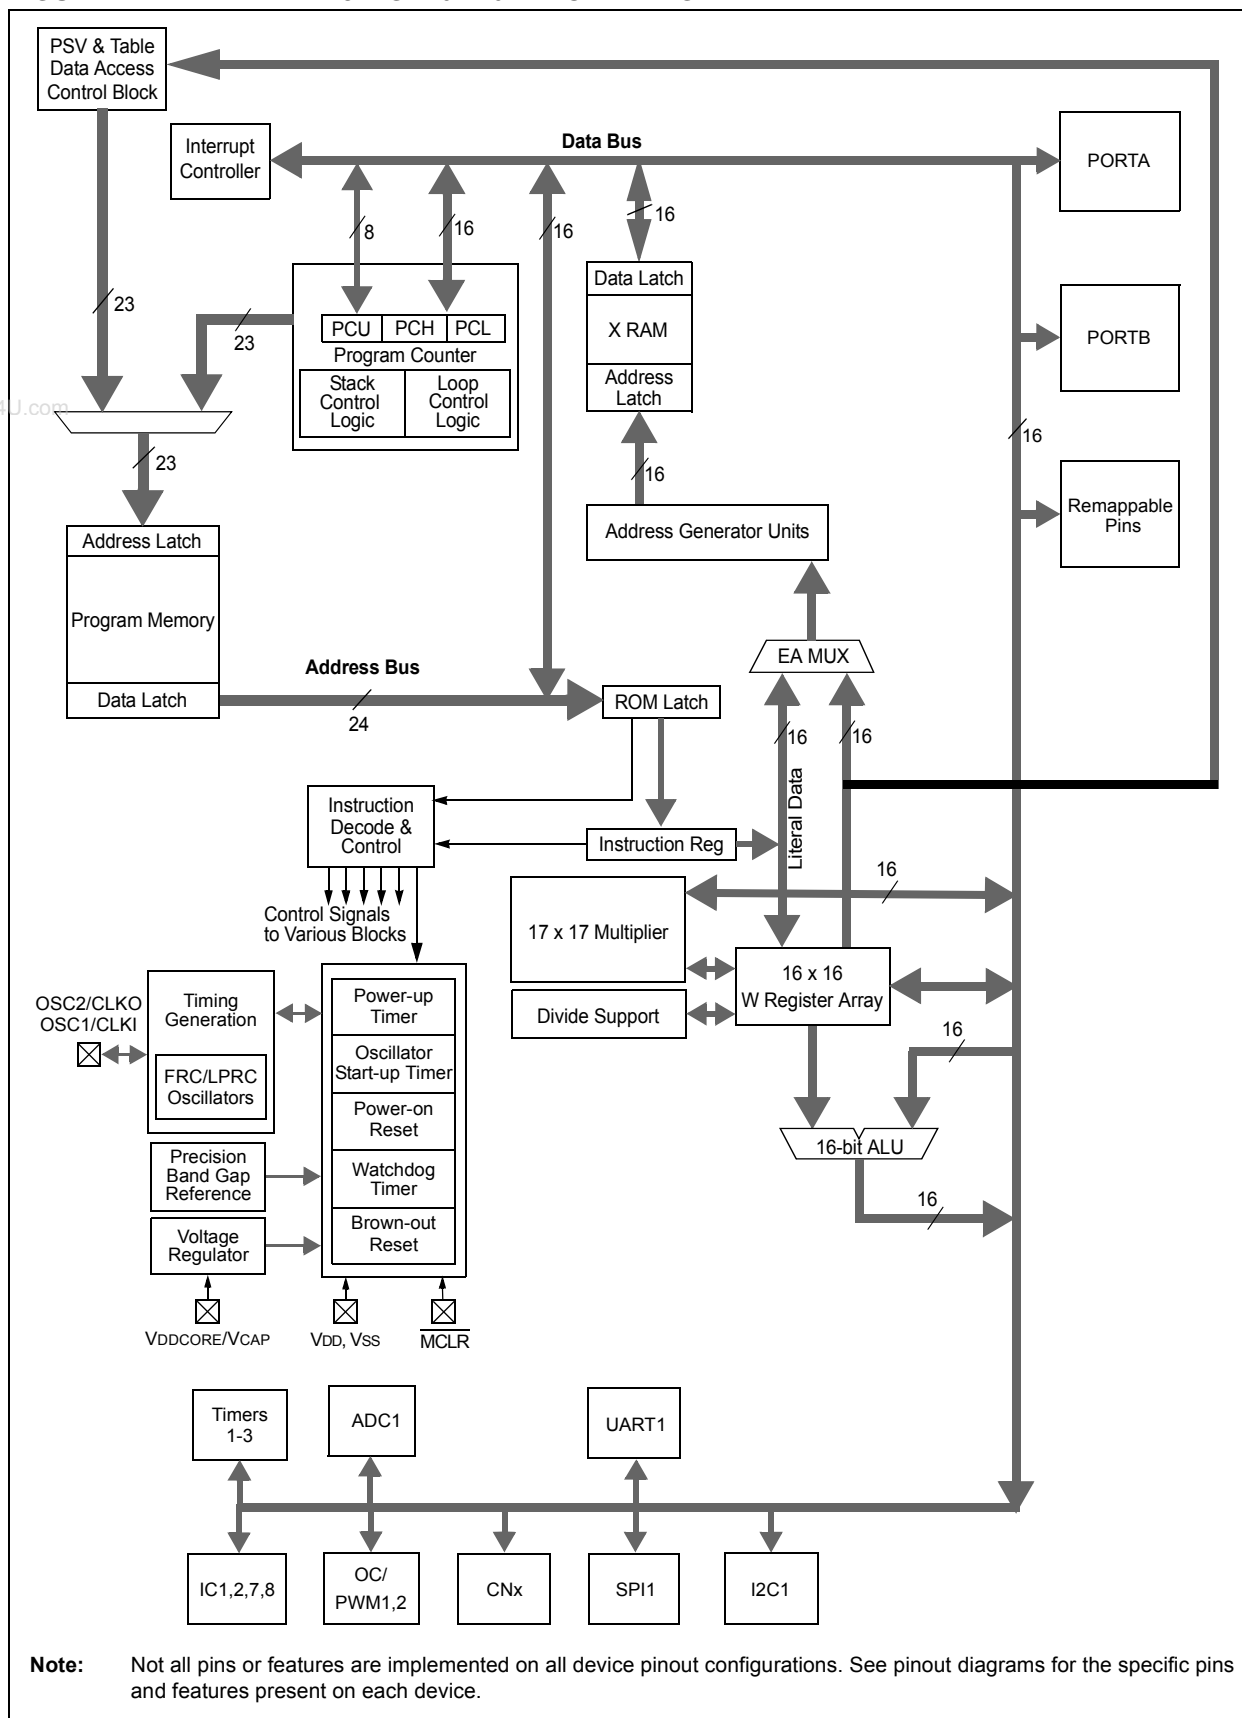 PSV & Table
Data Access
Control Block
Interrupt
Controller
Data Bus
PORTA
8
16
16
16
Data Latch
X RAM
Address
Latch
23
23
PCU
PCH
PCL
Program Counter
Stack
Control
Logic
Loop
Control
Logic
PORTB
4U.com
23
16
16
Address Latch
Program Memory
Data Latch
Address Generator Units
Remappable
Pins
EA MUX
Address Bus
24
ROM Latch
16
16
Literal Data
Instruction
Decode &
Control
Instruction Reg
Control Signals
to Various Blocks
17 x 17 Multiplier
16
16 x 16
W Register Array
Divide Support
OSC2/CLKO
OSC1/CLKI
Timing
Generation
FRC/LPRC
Oscillators
Power-up
Timer
Oscillator
Start-up Timer
Power-on
Reset
Watchdog
Timer
Brown-out
Reset
Precision
Band Gap
Reference
Voltage
Regulator
16
16-bit ALU
16
VDDCORE/VCAP
VDD, VSS
MCLR
Timers
1-3
ADC1
UART1
IC1,2,7,8
OC/
PWM1,2
CNx
SPI1
I2C1
Note: Not all pins or features are implemented on all device pinout configurations. See pinout diagrams for the specific pins
and features present on each device.